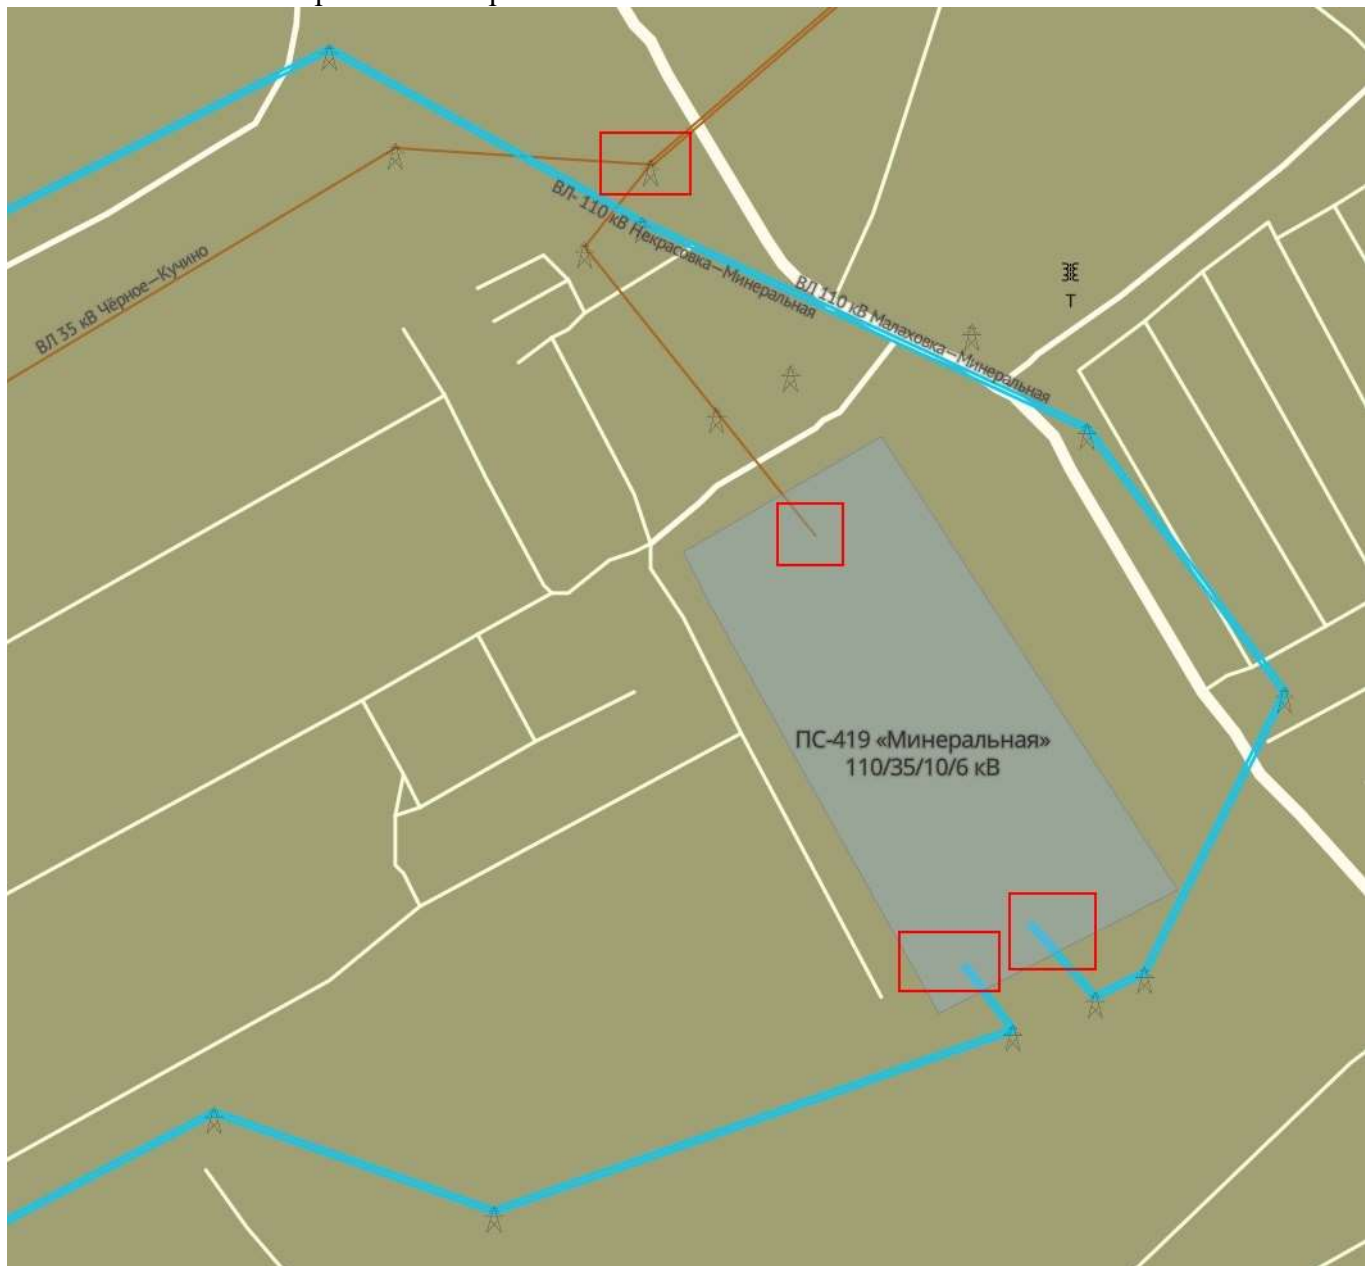 ВЛ- 110 кВ Некрасовка—Минеральная
ВЛ 35 кВ Чёрное—Кучино
ВЛ 110 кВ Малаховка—Минеральная
Т
ПС-419 «Минеральная»
110/35/10/6 кВ